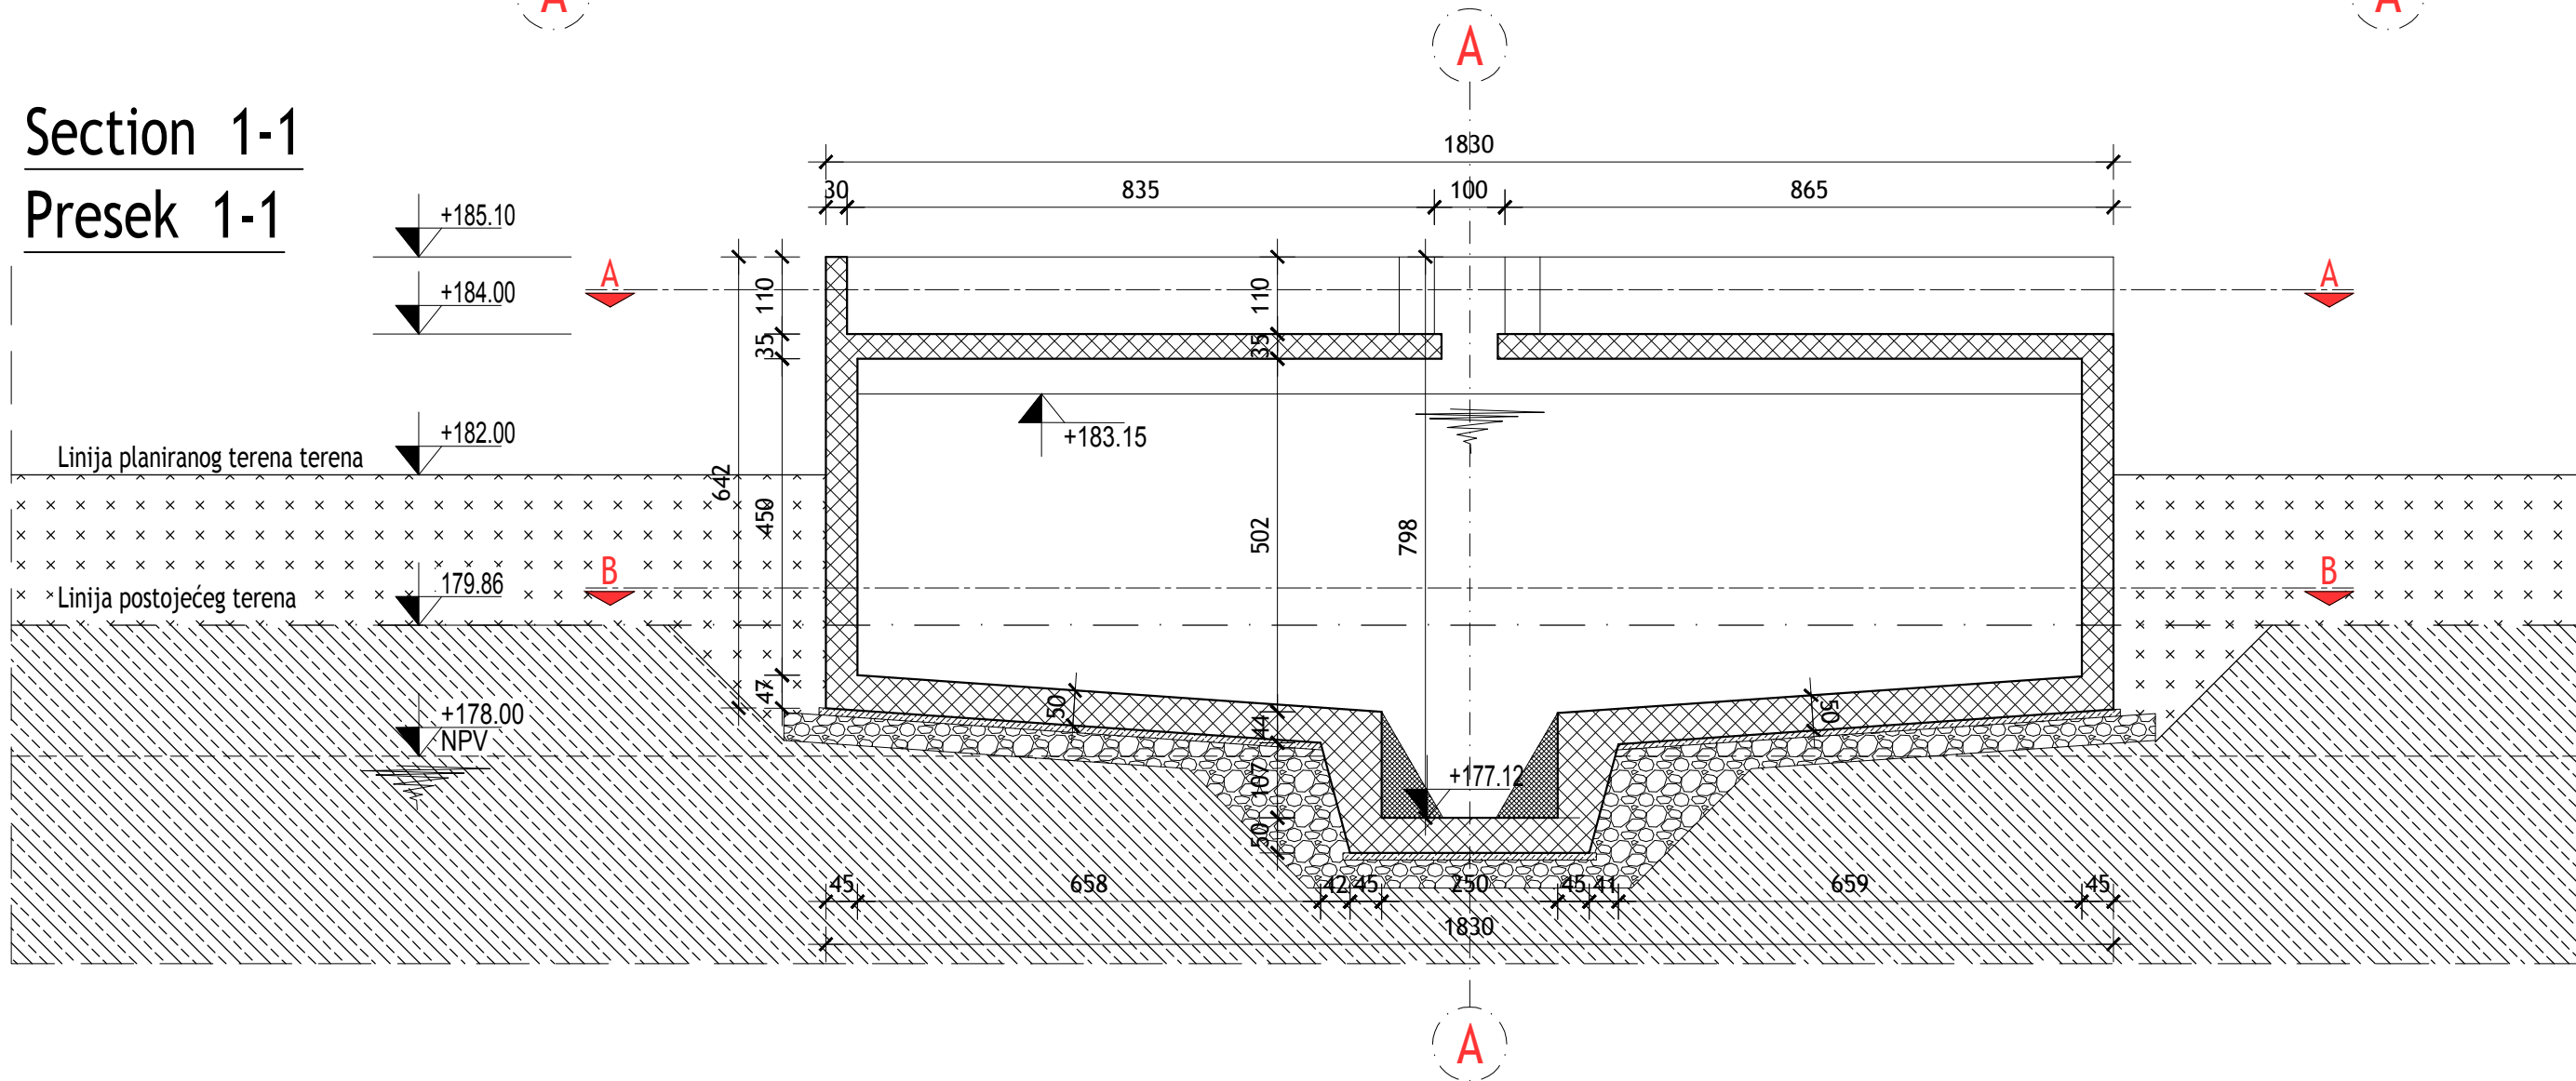 A
A
A
Section 1-1
Presek 1-1
1830
30
835
100
865
+185.10
+184.00
A
A
110
110
35
35
+183.15
+182.00
Linija planiranog terena terena
642
450
502
798
B
B
179.86
Linija postojećeg terena
47
50
44
50
+178.00
NPV
+177.12
107
50
45
658
42
45
250
45
41
659
45
1830
A